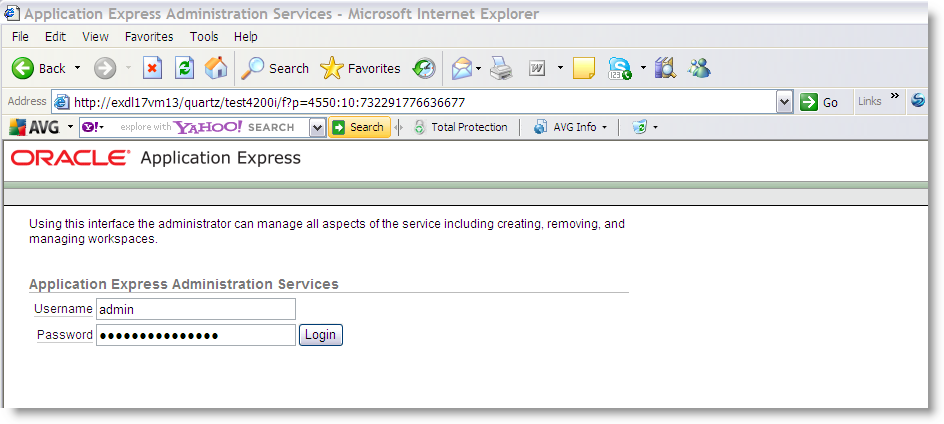 Application Express Administration Services - Microsoft Internet Explorer
File Edit View Favorites Tools Help
Back Search Favorites W 123
Address http://exdl17vm13/quartz/test4200i/f?p=4550:10:732291776636677 Go Links »
AVG Y! explore with YAHOO! SEARCH Search Total Protection AVG Info
ORACLE® Application Express
Using this interface the administrator can manage all aspects of the service including creating, removing, and
managing workspaces.
Application Express Administration Services
Username admin
Password ●●●●●●●●●●●●●●● Login